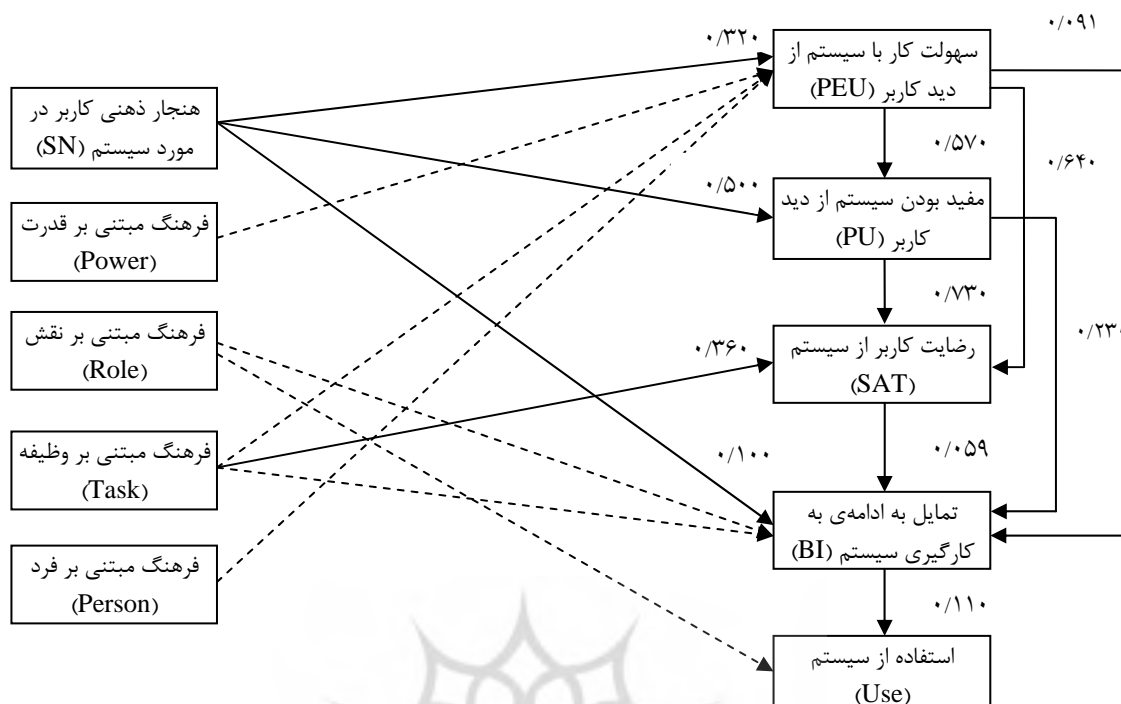 ۰/۰۹۱
۰/۳۲۰
سهولت کار با سیستم از
دید کاربر (PEU)
هنجار ذهنی کاربر در
مورد سیستم (SN)
۰/۵۷۰
۰/۶۴۰
۰/۵۰۰
مفید بودن سیستم از دید
کاربر (PU)
فرهنگ مبتنی بر قدرت
(Power)
۰/۷۳۰
فرهنگ مبتنی بر نقش
(Role)
۰/۲۳۰
۰/۳۶۰
رضایت کاربر از سیستم
(SAT)
فرهنگ مبتنی بر وظیفه
(Task)
۰/۱۰۰
۰/۰۵۹
تمایل به ادامه‌ی به
کارگیری سیستم (BI)
فرهنگ مبتنی بر فرد
(Person)
۰/۱۱۰
استفاده از سیستم
(Use)